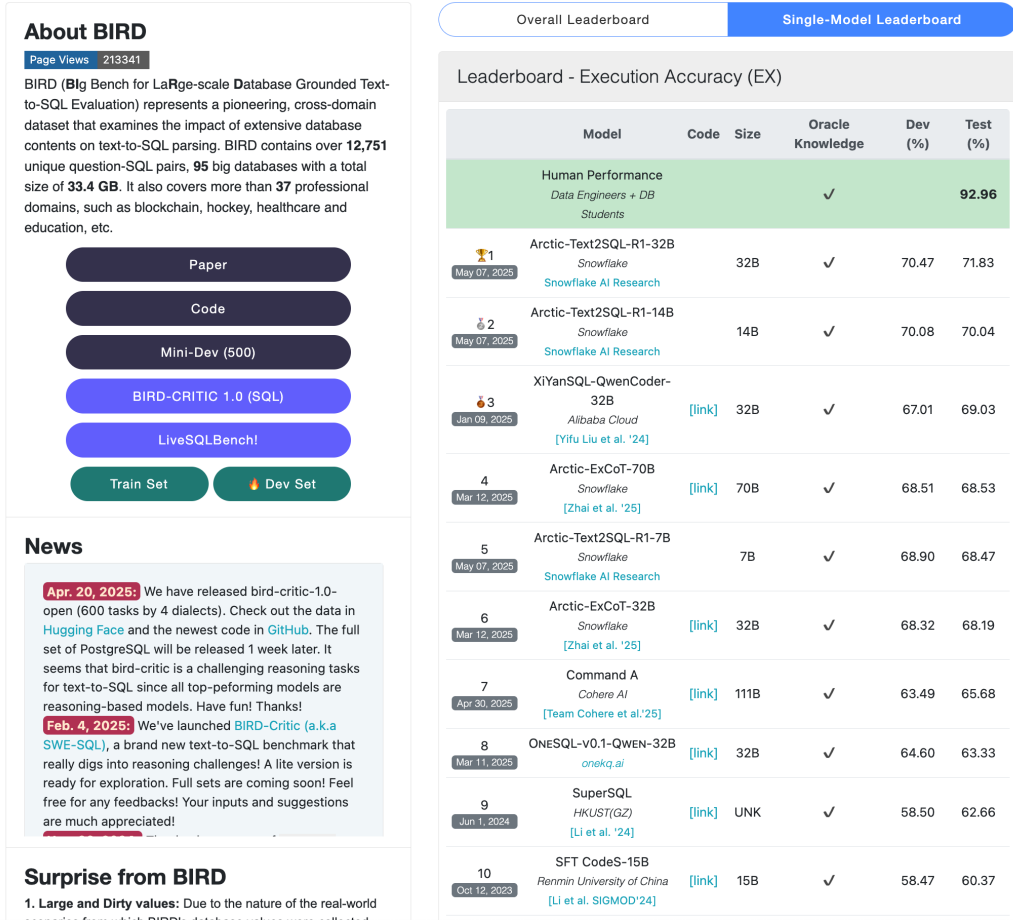 About BIRD
Page Views 213341
BIRD (BIg Bench for LaRge-scale Database Grounded Text-
to-SQL Evaluation) represents a pioneering, cross-domain
dataset that examines the impact of extensive database
contents on text-to-SQL parsing. BIRD contains over 12,751
unique question-SQL pairs, 95 big databases with a total
size of 33.4 GB. It also covers more than 37 professional
domains, such as blockchain, hockey, healthcare and
education, etc.
Paper
Code
Mini-Dev (500)
BIRD-CRITIC 1.0 (SQL)
LiveSQLBench!
Train Set
🔥 Dev Set
News
Apr. 20, 2025: We have released bird-critic-1.0-
open (600 tasks by 4 dialects). Check out the data in
Hugging Face and the newest code in GitHub. The full
set of PostgreSQL will be released 1 week later. It
seems that bird-critic is a challenging reasoning tasks
for text-to-SQL since all top-peforming models are
reasoning-based models. Have fun! Thanks!
Feb. 4, 2025: We've launched BIRD-Critic (a.k.a
SWE-SQL), a brand new text-to-SQL benchmark that
really digs into reasoning challenges! A lite version is
ready for exploration. Full sets are coming soon! Feel
free for any feedbacks! Your inputs and suggestions
are much appreciated!
Surprise from BIRD
1. Large and Dirty values: Due to the nature of the real-world
Overall Leaderboard
Single-Model Leaderboard
Leaderboard - Execution Accuracy (EX)
Model Code Size Oracle Knowledge Dev (%) Test (%)
Human Performance
Data Engineers + DB
Students
✔ 92.96
🏆1
May 07, 2025
Arctic-Text2SQL-R1-32B
Snowflake
Snowflake AI Research
32B ✔ 70.47 71.83
🥈2
May 07, 2025
Arctic-Text2SQL-R1-14B
Snowflake
Snowflake AI Research
14B ✔ 70.08 70.04
🥉3
Jan 09, 2025
XiYanSQL-QwenCoder-
32B
Alibaba Cloud
[Yifu Liu et al. '24]
[link] 32B ✔ 67.01 69.03
4
Mar 12, 2025
Arctic-ExCoT-70B
Snowflake
[Zhai et al. '25]
[link] 70B ✔ 68.51 68.53
5
May 07, 2025
Arctic-Text2SQL-R1-7B
Snowflake
Snowflake AI Research
7B ✔ 68.90 68.47
6
Mar 12, 2025
Arctic-ExCoT-32B
Snowflake
[Zhai et al. '25]
[link] 32B ✔ 68.32 68.19
7
Apr 30, 2025
Command A
Cohere AI
[Team Cohere et al.'25]
[link] 111B ✔ 63.49 65.68
8
Mar 11, 2025
OneSQL-v0.1-Qwen-32B
onekq.ai
[link] 32B ✔ 64.60 63.33
9
Jun 1, 2024
SuperSQL
HKUST(GZ)
[Li et al. '24]
[link] UNK ✔ 58.50 62.66
10
Oct 12, 2023
SFT CodeS-15B
Renmin University of China
[Li et al. SIGMOD'24]
[link] 15B ✔ 58.47 60.37